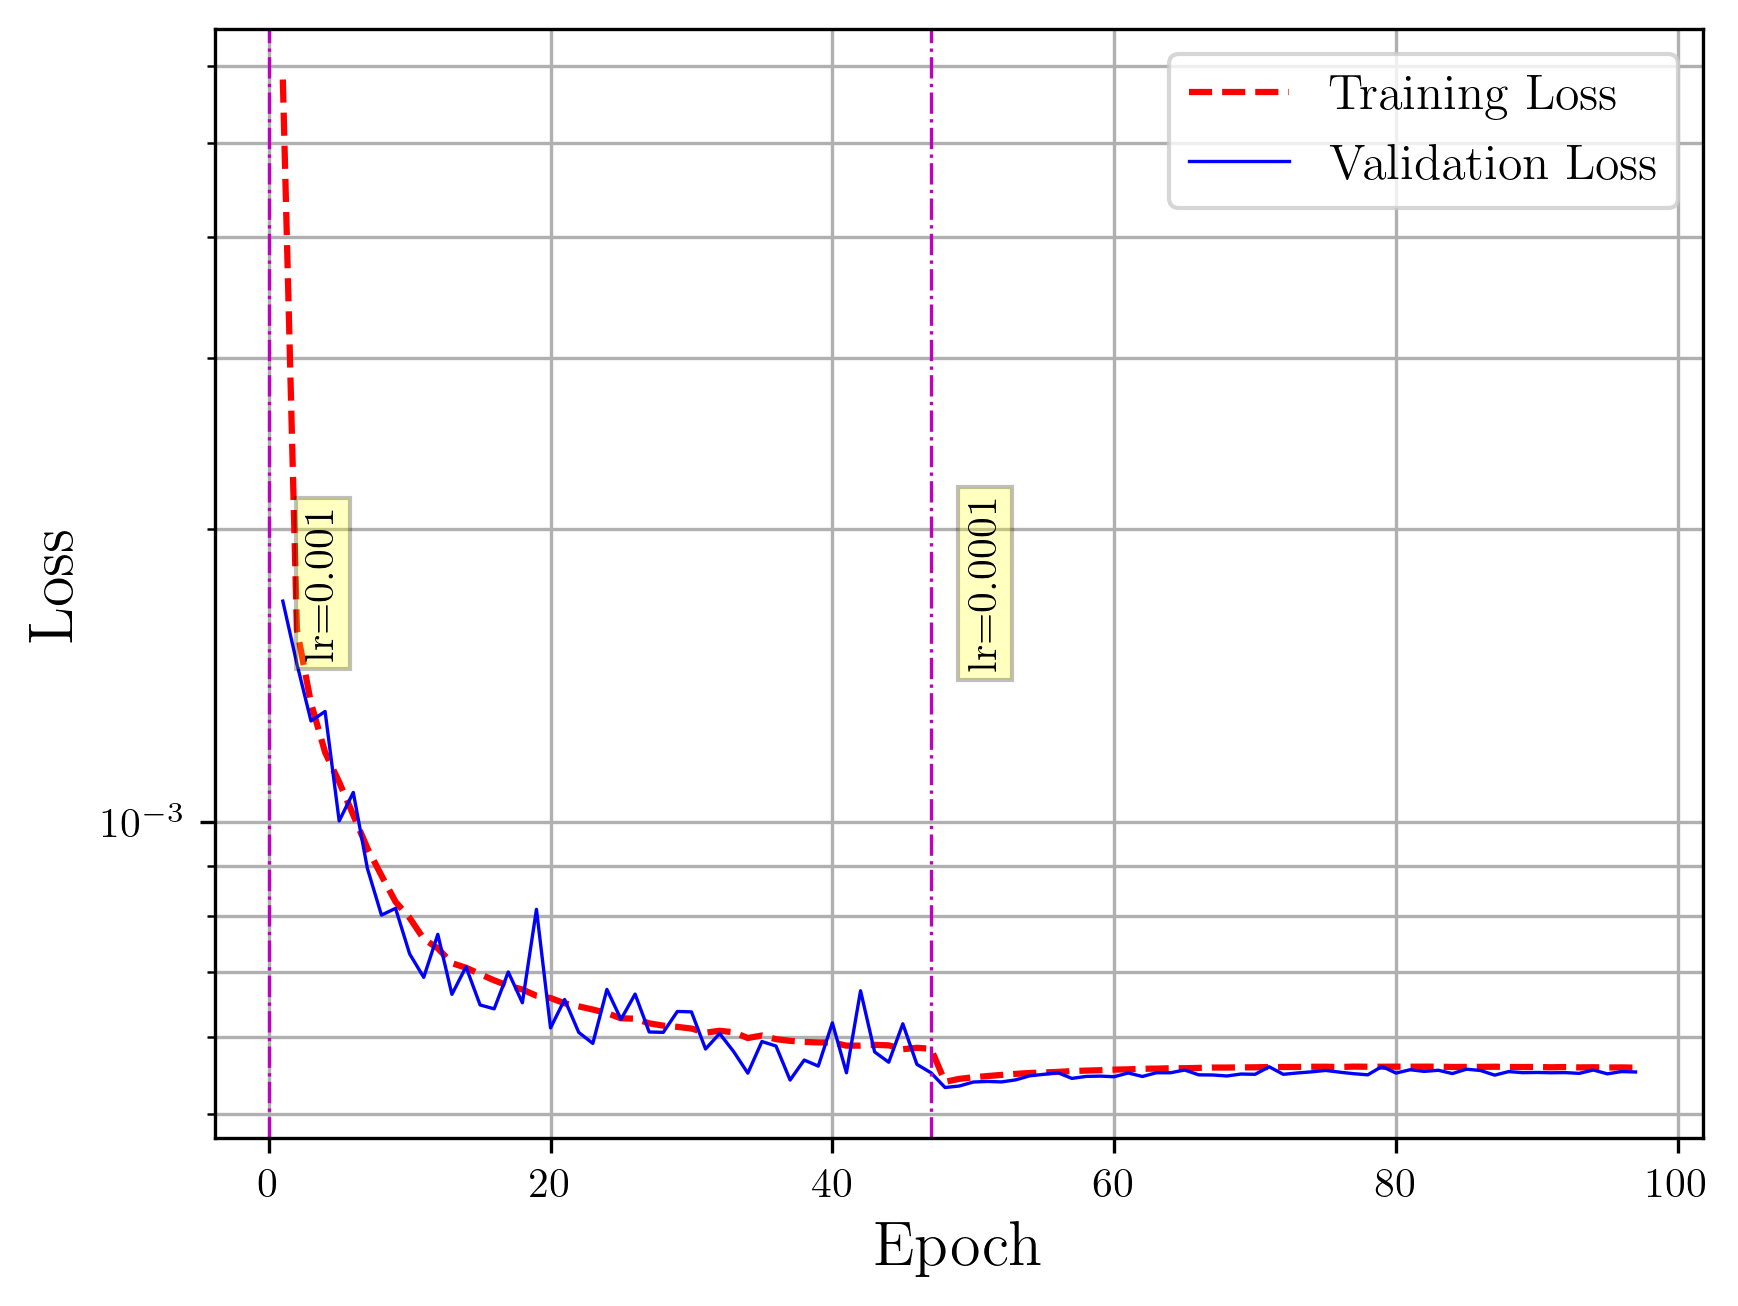 Training Loss
Validation Loss
lr=0.001
lr=0.0001
Loss
10⁻³
0 20 40 60 80 100
Epoch